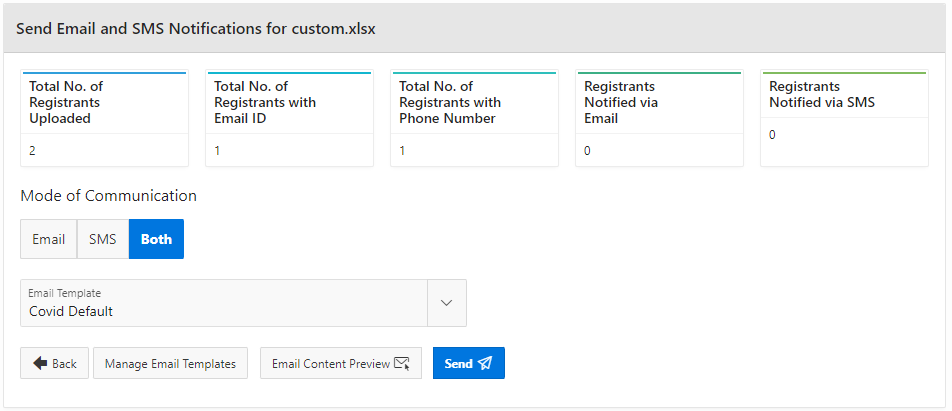 Send Email and SMS Notifications for custom.xlsx
Total No. of
Registrants
Uploaded
2
Total No. of
Registrants with
Email ID
1
Total No. of
Registrants with
Phone Number
1
Registrants
Notified via
Email
0
Registrants
Notified via SMS
0
Mode of Communication
Email SMS Both
Email Template
Covid Default
Back Manage Email Templates Email Content Preview Send